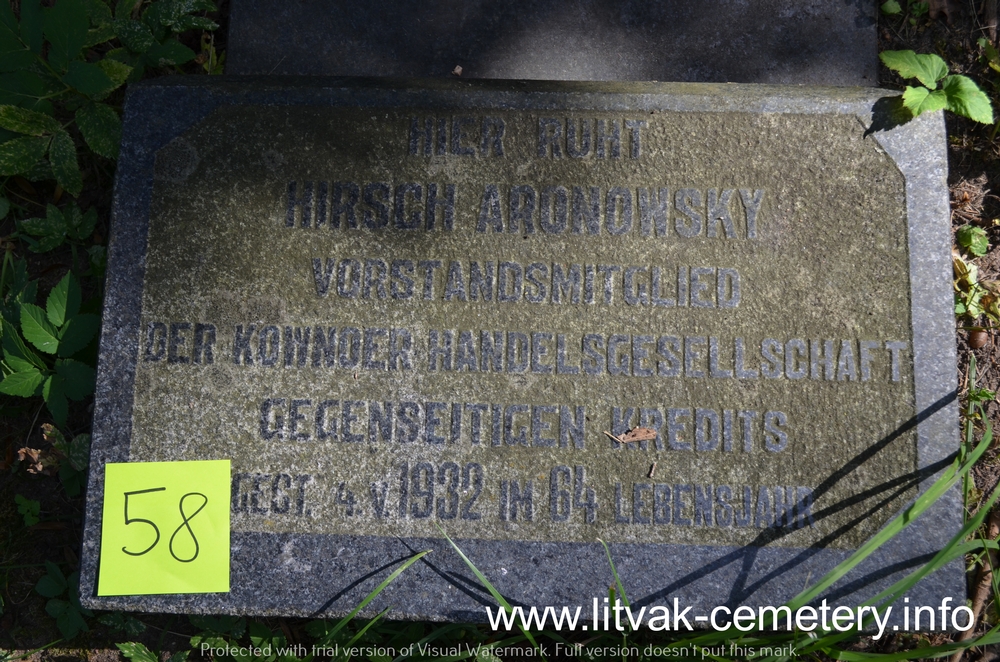 HIER RUHT
HIRSCH ARONOWSKY
VORSTANDSMITGLIED
DER KOWNOER HANDELSGESELLSCHAFT
GEGENSEITIGEN KREDITS
GEST. 4. V. 1932 IM 64 LEBENSJAHR
58
www.litvak-cemetery.info
Protected with trial version of Visual Watermark. Full version doesn't put this mark.